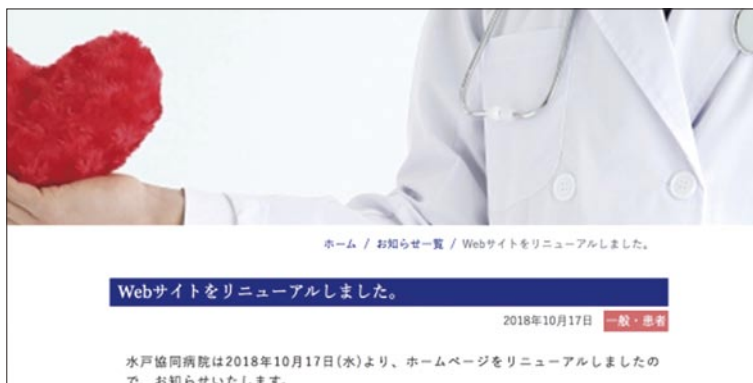 ホーム / お知らせ一覧 / Webサイトをリニューアルしました。
Webサイトをリニューアルしました。
2018年10月17日 一般・患者
水戸協同病院は2018年10月17日(水)より、ホームページをリニューアルしましたの
で、お知らせいたします。